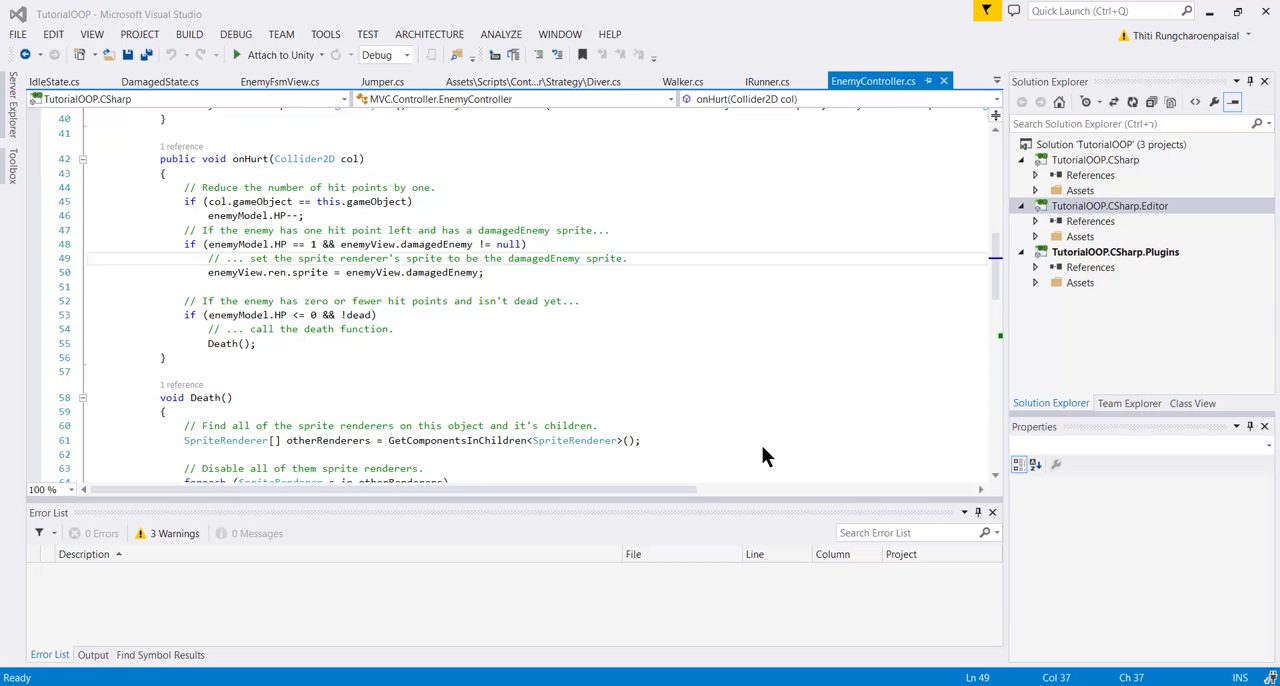 TutorialOOP - Microsoft Visual Studio
Quick Launch (Ctrl+Q)
FILE EDIT VIEW PROJECT BUILD DEBUG TEAM TOOLS TEST ARCHITECTURE ANALYZE WINDOW HELP
Thiti Rungcharoenpaisal
Attach to Unity Debug
Server Explorer
Toolbox
IdleState.cs DamagedState.cs EnemyFsmView.cs Jumper.cs Assets\Scripts\Cont...r\Strategy\Diver.cs Walker.cs IRunner.cs EnemyController.cs
TutorialOOP.CSharp MVC.Controller.EnemyController onHurt(Collider2D col)
40 }
41
1 reference
42 public void onHurt(Collider2D col)
43 {
44 // Reduce the number of hit points by one.
45 if (col.gameObject == this.gameObject)
46 enemyModel.HP--;
47 // If the enemy has one hit point left and has a damagedEnemy sprite...
48 if (enemyModel.HP == 1 && enemyView.damagedEnemy != null)
49 // ... set the sprite renderer's sprite to be the damagedEnemy sprite.
50 enemyView.ren.sprite = enemyView.damagedEnemy;
51
52 // If the enemy has zero or fewer hit points and isn't dead yet...
53 if (enemyModel.HP <= 0 && !dead)
54 // ... call the death function.
55 Death();
56 }
57
1 reference
58 void Death()
59 {
60 // Find all of the sprite renderers on this object and it's children.
61 SpriteRenderer[] otherRenderers = GetComponentsInChildren<SpriteRenderer>();
62
63 // Disable all of them sprite renderers.
64 foreach (SpriteRenderer s in otherRenderers)
100 %
Solution Explorer
Search Solution Explorer (Ctrl+ว)
Solution 'TutorialOOP' (3 projects)
TutorialOOP.CSharp
References
Assets
TutorialOOP.CSharp.Editor
References
Assets
TutorialOOP.CSharp.Plugins
References
Assets
Solution Explorer Team Explorer Class View
Properties
Error List
0 Errors 3 Warnings 0 Messages Search Error List
Description File Line Column Project
Error List Output Find Symbol Results
Ready Ln 49 Col 37 Ch 37 INS